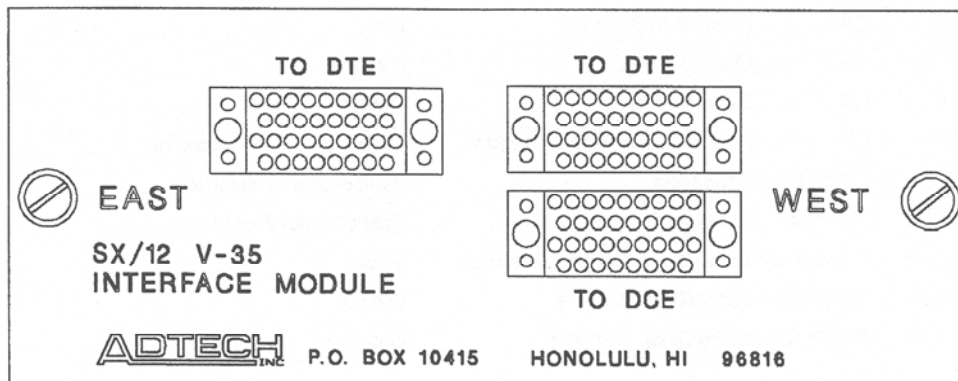 TO DTE
TO DTE
EAST
WEST
SX/12 V-35
INTERFACE MODULE
TO DCE
ADTECH INC P.O. BOX 10415 HONOLULU, HI 96816